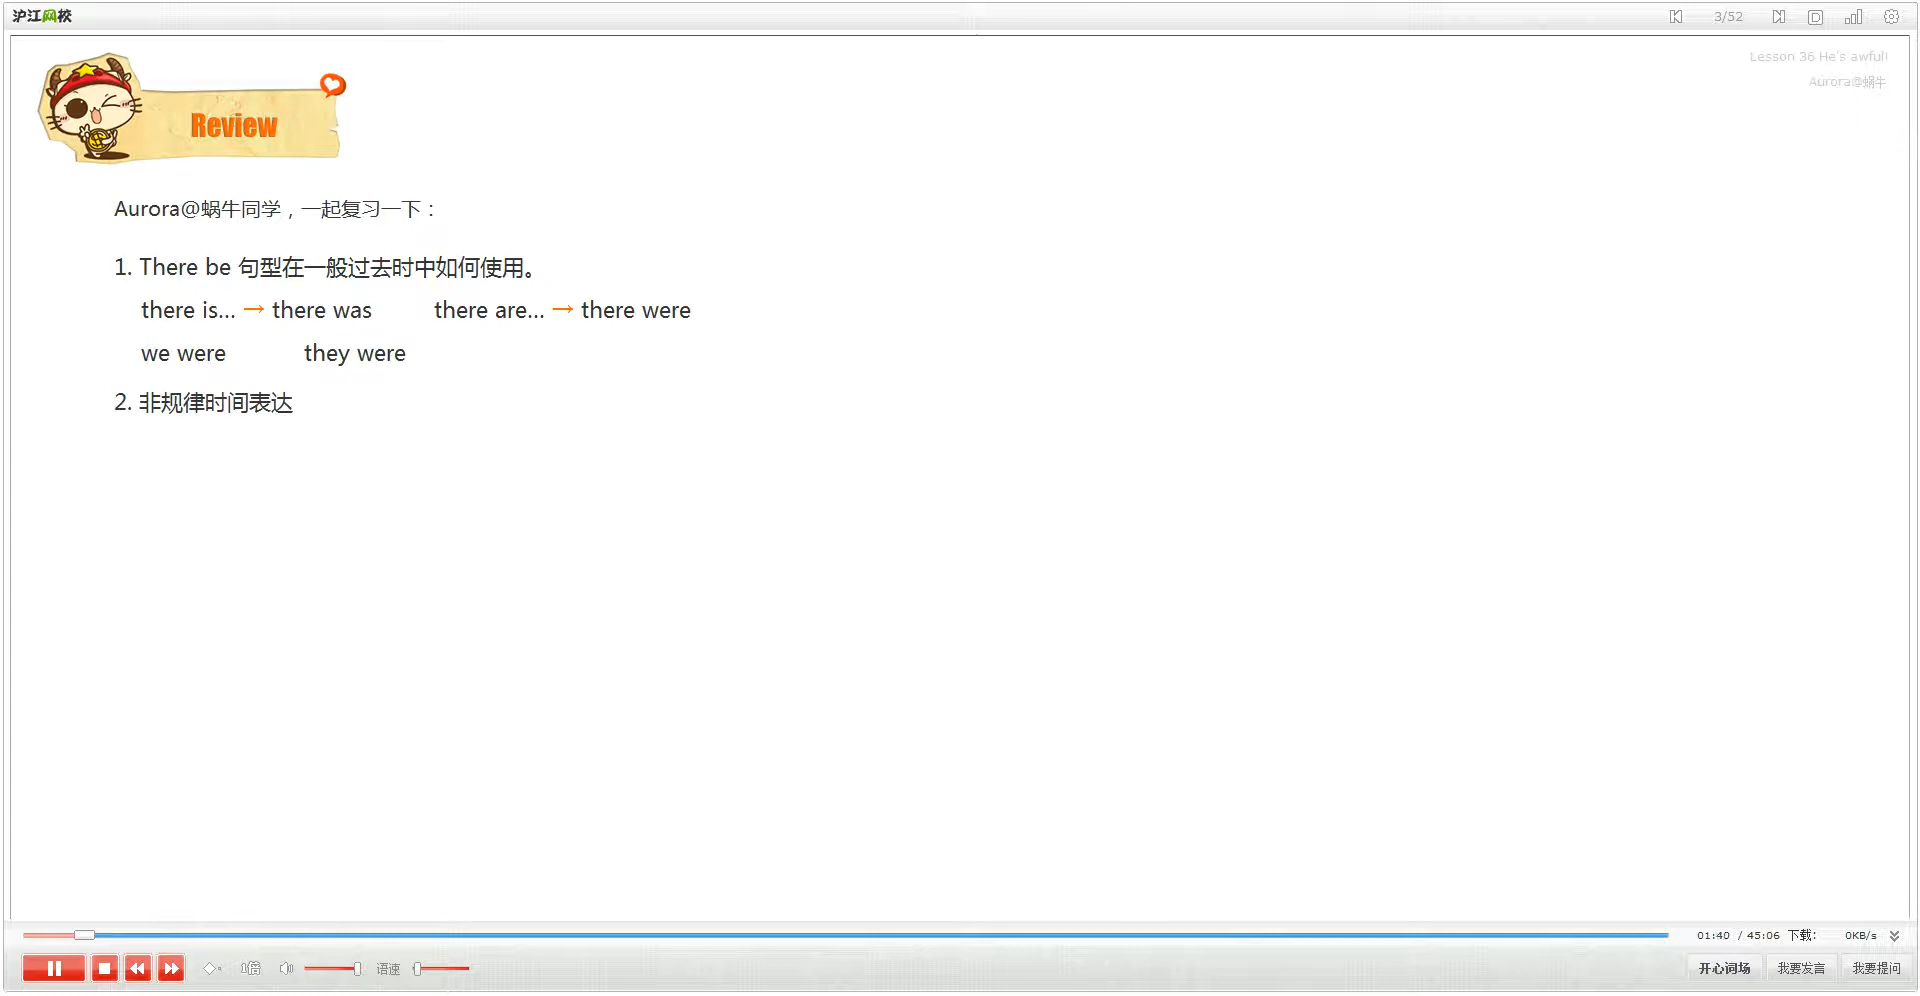 沪江网校
3/52
Lesson 36 He's awful!
Aurora@蜗牛
Review
Aurora@蜗牛同学，一起复习一下：
1. There be 句型在一般过去时中如何使用。
there is... → there was there are... → there were
we were they were
2. 非规律时间表达
01:40 / 45:06 下载: 0KB/s
1倍 语速 开心词场 我要发言 我要提问